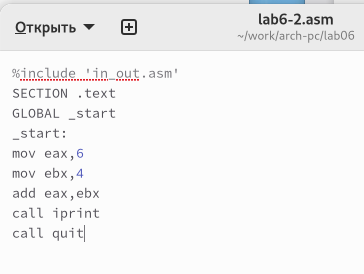 Открыть
lab6-2.asm
~/work/arch-pc/lab06
%include 'in_out.asm'
SECTION .text
GLOBAL _start
_start:
mov eax,6
mov ebx,4
add eax,ebx
call iprint
call quit